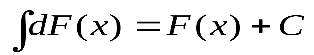 ∫dF(x) = F(x) + C